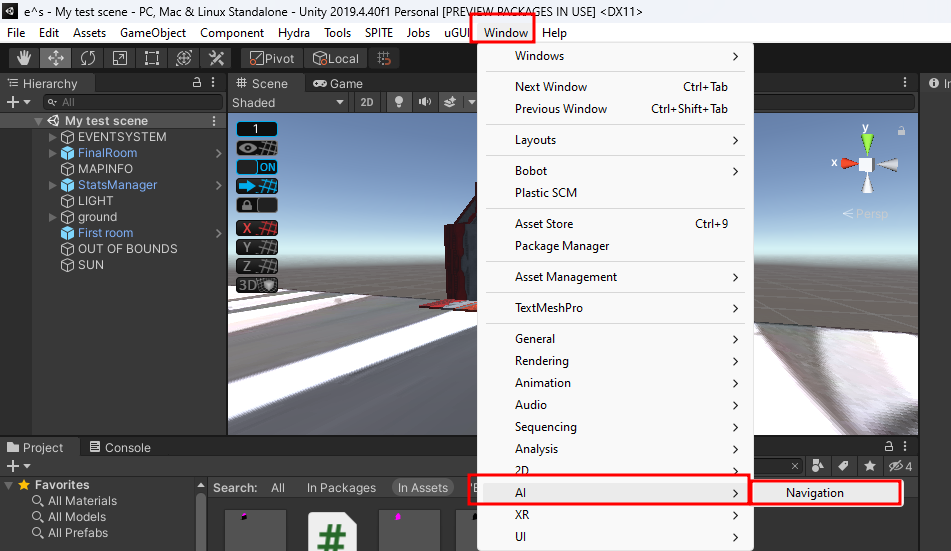 e^s - My test scene - PC, Mac & Linux Standalone - Unity 2019.4.40f1 Personal [PREVIEW PACKAGES IN USE] <DX11>
File Edit Assets GameObject Component Hydra Tools SPITE Jobs uGUI Window Help
Pivot Local
Hierarchy
All
My test scene
EVENTSYSTEM
FinalRoom
MAPINFO
StatsManager
LIGHT
ground
First room
OUT OF BOUNDS
SUN
Scene Game
Shaded 2D
1
ON
X
Y
Z
3D
Windows
Next Window Ctrl+Tab
Previous Window Ctrl+Shift+Tab
Layouts
Bobot
Plastic SCM
Asset Store Ctrl+9
Package Manager
Asset Management
TextMeshPro
General
Rendering
Animation
Audio
Sequencing
Analysis
2D
AI
XR
UI
Navigation
y
x
Persp
Project Console
4
Favorites
All Materials
All Models
All Prefabs
Search: All In Packages In Assets
#